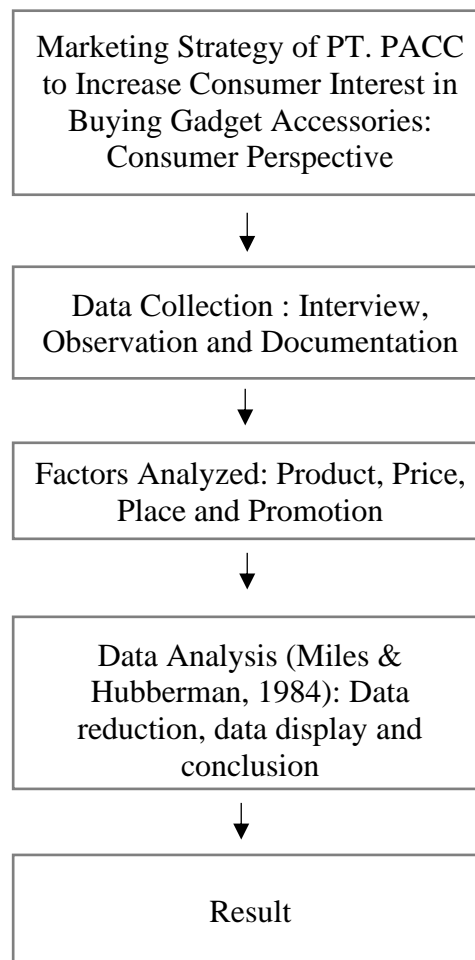 Marketing Strategy of PT. PACC
to Increase Consumer Interest in
Buying Gadget Accessories:
Consumer Perspective
Data Collection : Interview,
Observation and Documentation
Factors Analyzed: Product, Price,
Place and Promotion
Data Analysis (Miles &
Hubberman, 1984): Data
reduction, data display and
conclusion
Result